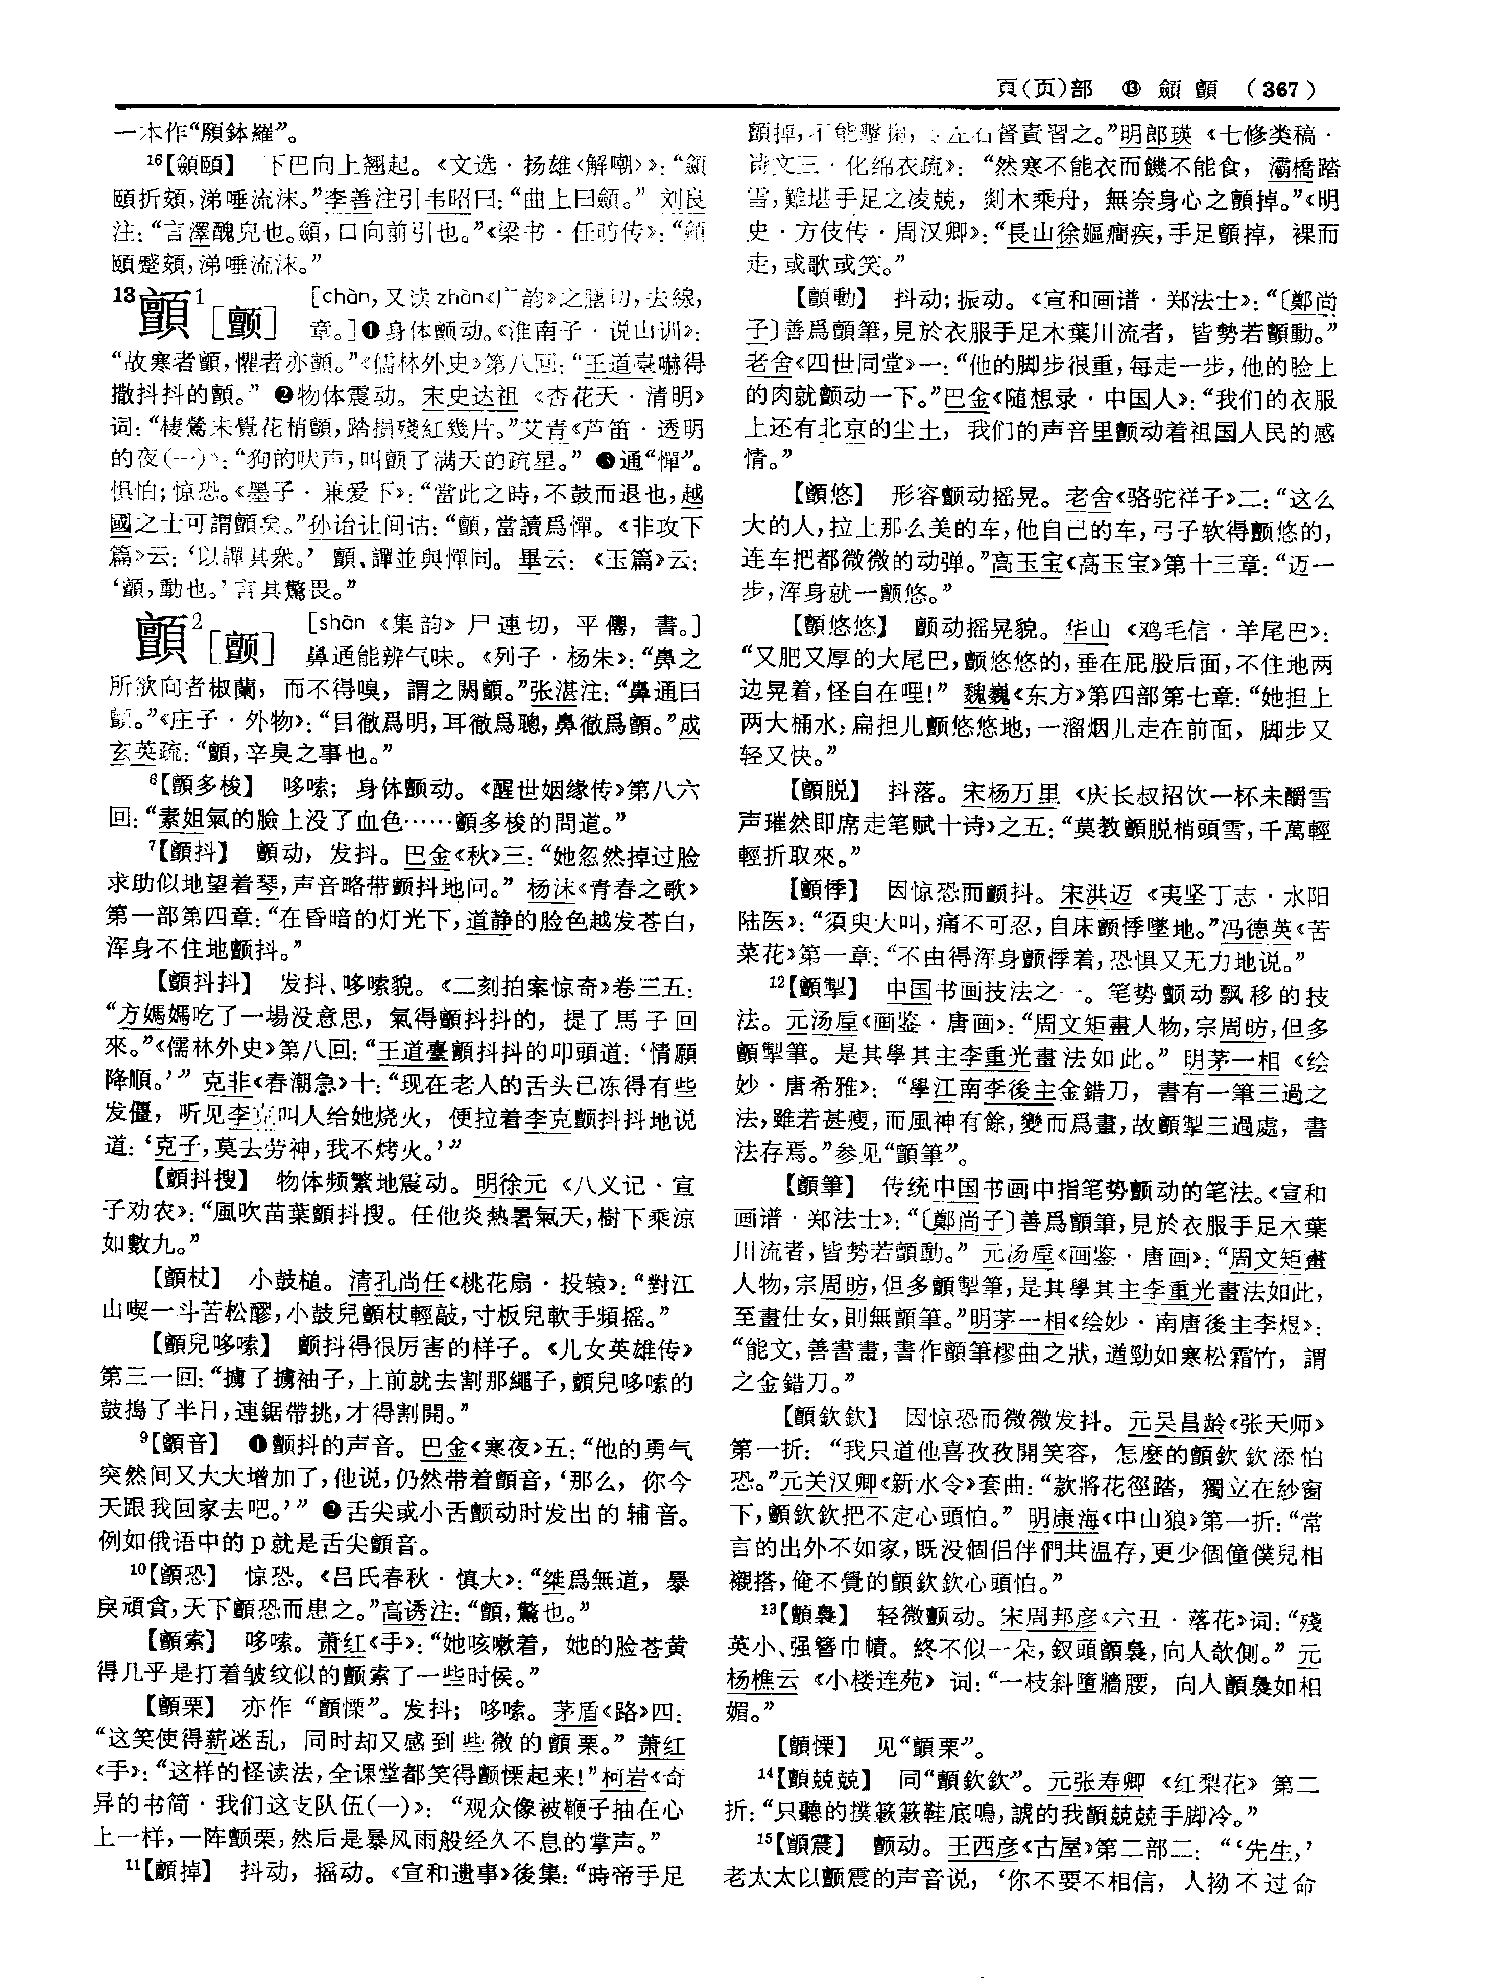 頁(页)部 ⑬ 顩 顫 (367)
一本作“願鉢羅”。
¹⁶【顩頤】 下巴向上翘起。《文选·扬雄〈解嘲〉》：“顩
頤折頞，涕唾流沫。”李善注引韦昭曰：“曲上曰顩。” 刘良
注：“言澤醜皃也。顩，口向前引也。”《梁书·任昉传》：“顩
頤蹙頞，涕唾流沫。”
13 顫¹[颤] [chàn，又读 zhàn《广韵》之膳切，去線，
章。]❶身体颤动。《淮南子·说山训》：
“故寒者顫，懼者亦顫。”《儒林外史》第八回：“王道臺嚇得
撒抖抖的顫。” ❷物体震动。宋史达祖《杏花天·清明》
词：“棲鶯未覺花梢顫，踏損殘紅幾片。”艾青《芦笛·透明
的夜(一)》：“狗的吠声，叫颤了满天的疏星。” ❸通“憚”。
惧怕；惊恐。《墨子·兼爱下》：“當此之時，不鼓而退也，越
國之士可謂顫矣。”孙诒让间诂：“顫，當讀爲憚。《非攻下
篇》云：‘以譂其衆。’ 顫、譂並與憚同。畢云：《玉篇》云：
‘顫，動也。’言其驚畏。”
顫²[颤] [shān《集韵》尸連切，平僊，書。]
鼻通能辨气味。《列子·杨朱》：“鼻之
所欲向者椒蘭，而不得嗅，謂之閼顫。”张湛注：“鼻通曰
顫。”《庄子·外物》：“目徹爲明，耳徹爲聰，鼻徹爲顫。”成
玄英疏：“顫，辛臭之事也。”
⁶【顫多梭】 哆嗦；身体颤动。《醒世姻缘传》第八六
回：“素姐氣的臉上没了血色……顫多梭的問道。”
⁷【顫抖】 颤动，发抖。巴金《秋》三：“她忽然掉过脸
求助似地望着琴，声音略带颤抖地问。” 杨沫《青春之歌》
第一部第四章：“在昏暗的灯光下，道静的脸色越发苍白，
浑身不住地颤抖。”
【顫抖抖】 发抖、哆嗦貌。《二刻拍案惊奇》卷三五：
“方媽媽吃了一場没意思，氣得顫抖抖的，提了馬子回
來。”《儒林外史》第八回：“王道臺顫抖抖的叩頭道：‘情願
降順。’” 克非《春潮急》十：“现在老人的舌头已冻得有些
发僵，听见李克叫人给她烧火，便拉着李克颤抖抖地说
道：‘克子，莫去劳神，我不烤火。’”
【顫抖搜】 物体频繁地震动。明徐元《八义记·宣
子劝农》：“風吹苗葉顫抖搜。任他炎熱暑氣天，樹下乘涼
如數九。”
【顫杖】 小鼓槌。清孔尚任《桃花扇·投辕》：“對江
山喫一斗苦松醪，小鼓兒顫杖輕敲，寸板兒軟手頻摇。”
【顫兒哆嗦】 颤抖得很厉害的样子。《儿女英雄传》
第三一回：“擄了擄袖子，上前就去割那繩子，顫兒哆嗦的
鼓搗了半日，連鋸帶挑，才得割開。”
⁹【顫音】 ❶颤抖的声音。巴金《寒夜》五：“他的勇气
突然间又大大增加了，他说，仍然带着顫音，‘那么，你今
天跟我回家去吧。’” ❷舌尖或小舌颤动时发出的辅音。
例如俄语中的 р 就是舌尖顫音。
¹⁰【顫恐】 惊恐。《吕氏春秋·慎大》：“桀爲無道，暴
戾頑貪，天下顫恐而患之。”高诱注：“顫，驚也。”
【顫索】 哆嗦。萧红《手》：“她咳嗽着，她的脸苍黄
得几乎是打着皱纹似的颤索了一些时候。”
【顫栗】 亦作“顫慄”。发抖；哆嗦。茅盾《路》四：
“这笑使得薪迷乱，同时却又感到些微的顫栗。” 萧红
《手》：“这样的怪读法，全课堂都笑得颤慄起来！”柯岩《奇
异的书简·我们这支队伍(一)》：“观众像被鞭子抽在心
上一样，一阵颤栗，然后是暴风雨般经久不息的掌声。”
¹¹【顫掉】 抖动，摇动。《宣和遗事》後集：“時帝手足
顫掉，不能擊掬，左右督責習之。”明郎瑛《七修类稿·
诗文三·化绵衣疏》：“然寒不能衣而饑不能食，灞橋踏
雪，難堪手足之凌兢，剡木乘舟，無奈身心之顫掉。”《明
史·方伎传·周汉卿》：“長山徐嫗癎疾，手足顫掉，裸而
走，或歌或笑。”
【顫動】 抖动；振动。《宣和画谱·郑法士》：“〔鄭尚
子〕善爲顫筆，見於衣服手足木葉川流者，皆勢若顫動。”
老舍《四世同堂》一：“他的脚步很重，每走一步，他的脸上
的肉就颤动一下。”巴金《随想录·中国人》：“我们的衣服
上还有北京的尘土，我们的声音里颤动着祖国人民的感
情。”
【顫悠】 形容颤动摇晃。老舍《骆驼祥子》二：“这么
大的人，拉上那么美的车，他自己的车，弓子软得颤悠的，
连车把都微微的动弹。”高玉宝《高玉宝》第十三章：“迈一
步，浑身就一颤悠。”
【顫悠悠】 颤动摇晃貌。华山《鸡毛信·羊尾巴》：
“又肥又厚的大尾巴，颤悠悠的，垂在屁股后面，不住地两
边晃着，怪自在哩！” 魏巍《东方》第四部第七章：“她担上
两大桶水，扁担儿颤悠悠地，一溜烟儿走在前面，脚步又
轻又快。”
【顫脱】 抖落。宋杨万里《庆长叔招饮一杯未釂雪
声璀然即席走笔赋十诗》之五：“莫教顫脱梢頭雪，千萬輕
輕折取來。”
【顫悸】 因惊恐而颤抖。宋洪迈《夷坚丁志·水阳
陆医》：“須臾大叫，痛不可忍，自床颤悸墜地。”冯德英《苦
菜花》第一章：“不由得浑身颤悸着，恐惧又无力地说。”
¹²【顫掣】 中国书画技法之一。笔势颤动飘移的技
法。元汤垕《画鉴·唐画》：“周文矩畫人物，宗周昉，但多
顫掣筆。是其學其主李重光畫法如此。” 明茅一相《绘
妙·唐希雅》：“學江南李後主金錯刀，書有一筆三過之
法，雖若甚瘦，而風神有餘，變而爲畫，故顫掣三過處，書
法存焉。”参见“顫筆”。
【顫筆】 传统中国书画中指笔势颤动的笔法。《宣和
画谱·郑法士》：“〔鄭尚子〕善爲顫筆，見於衣服手足木葉
川流者，皆勢若顫動。” 元汤垕《画鉴·唐画》：“周文矩畫
人物，宗周昉，但多顫掣筆，是其學其主李重光畫法如此，
至畫仕女，則無顫筆。”明茅一相《绘妙·南唐後主李煜》：
“能文，善書畫，書作顫筆樛曲之狀，遒勁如寒松霜竹，謂
之金錯刀。”
【顫欽欽】 因惊恐而微微发抖。元吴昌龄《张天师》
第一折：“我只道他喜孜孜開笑容，怎麽的顫欽欽添怕
恐。”元关汉卿《新水令》套曲：“款將花徑踏，獨立在紗窗
下，顫欽欽把不定心頭怕。” 明康海《中山狼》第一折：“常
言的出外不如家，既没個侣伴們共温存，更少個僮僕兒相
襯搭，俺不覺的顫欽欽心頭怕。”
¹³【顫裊】 轻微颤动。宋周邦彦《六丑·落花》词：“殘
英小、强簪巾幘。終不似一朵，釵頭顫裊，向人欹側。” 元
杨樵云《小楼连苑》词：“一枝斜墮牆腰，向人顫裊如相
媚。”
【顫慄】 见“顫栗”。
¹⁴【顫兢兢】 同“顫欽欽”。元张寿卿《红梨花》第二
折：“只聽的撲簌簌鞋底鳴，諕的我顫兢兢手脚冷。”
¹⁵【顫震】 颤动。王西彦《古屋》第二部二：“‘先生，’
老太太以颤震的声音说，‘你不要不相信，人拗不过命